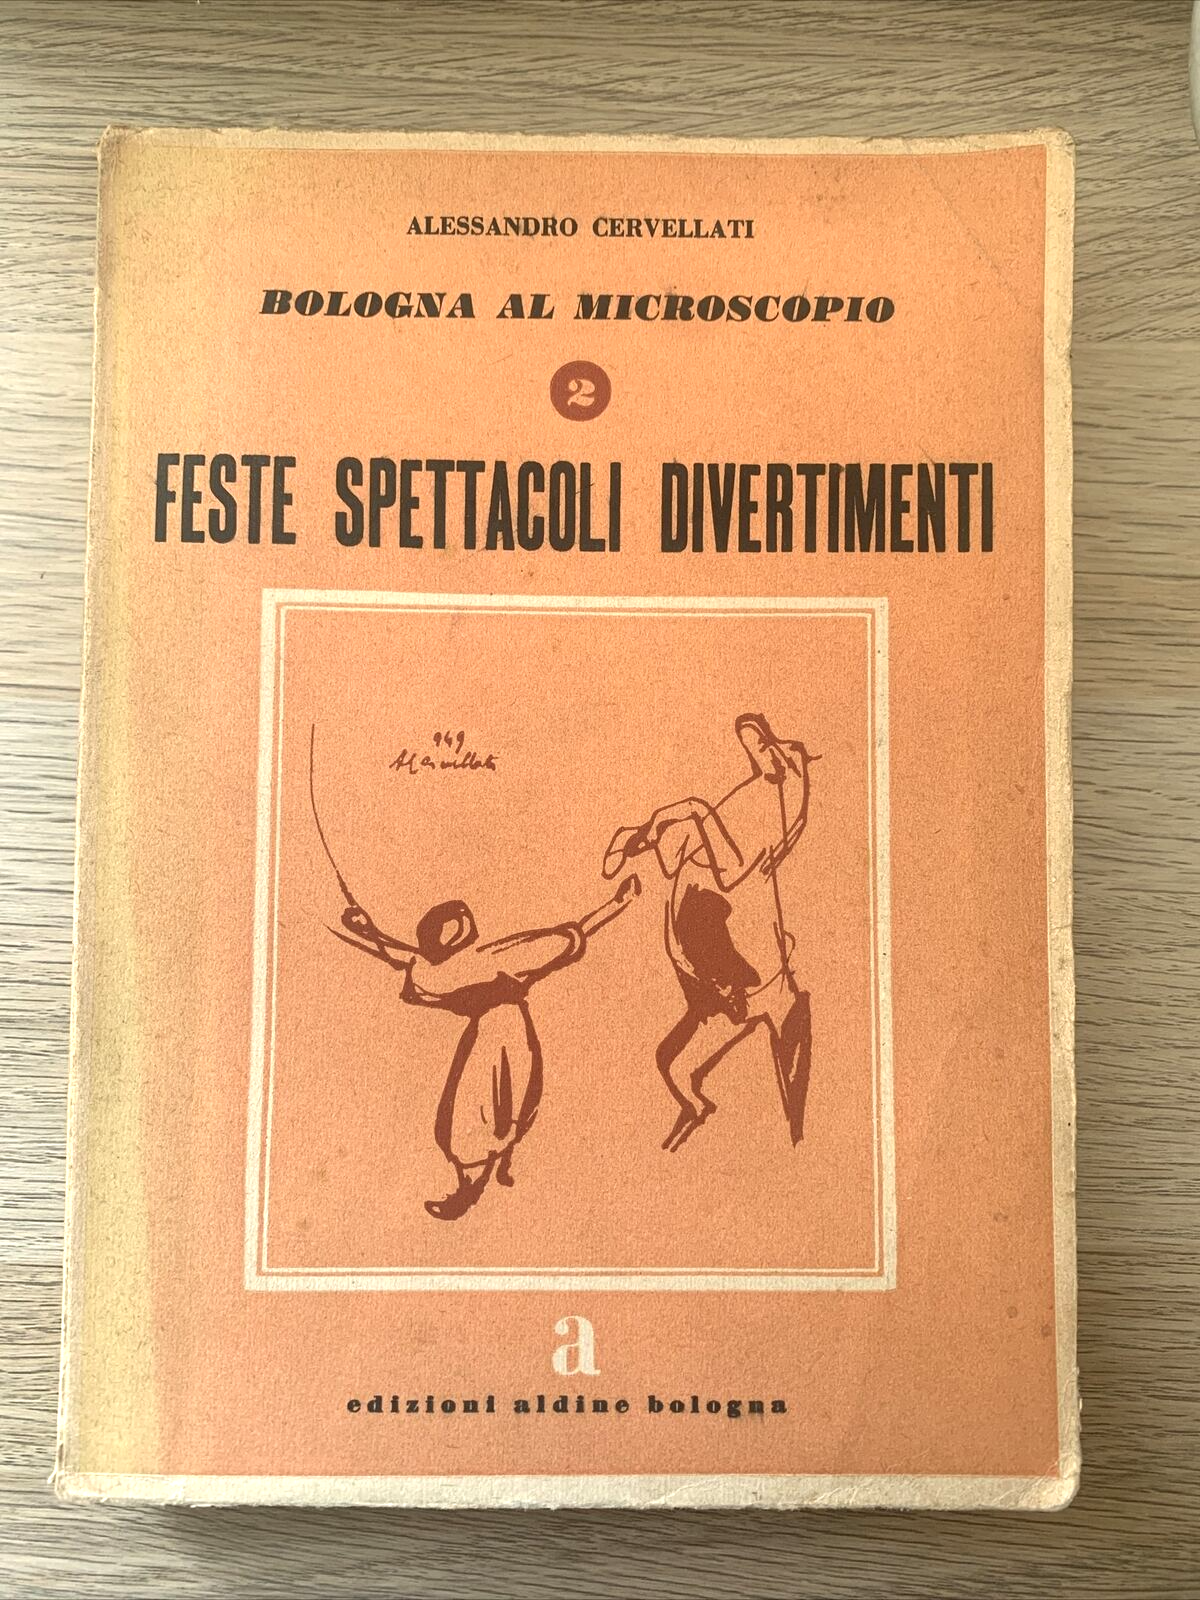 ALESSANDRO CERVELLATI
BOLOGNA AL MICROSCOPIO
2
FESTE SPETTACOLI DIVERTIMENTI
949
A Cervellati
a
edizioni aldine bologna